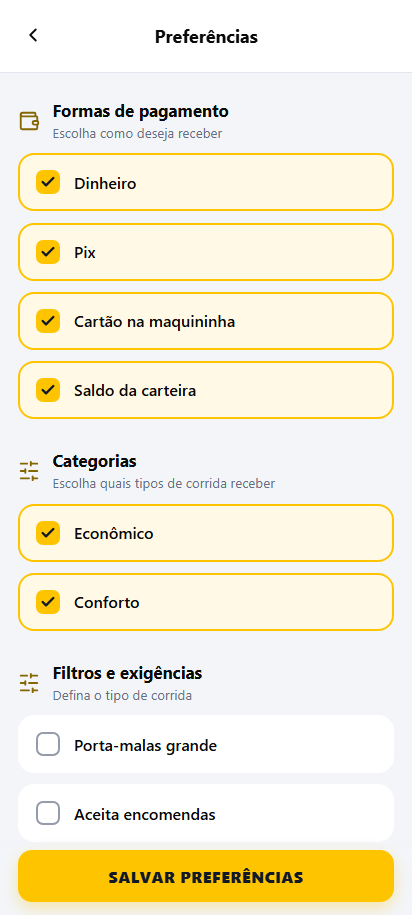 Preferências
Formas de pagamento
Escolha como deseja receber
Dinheiro
Pix
Cartão na maquininha
Saldo da carteira
Categorias
Escolha quais tipos de corrida receber
Econômico
Conforto
Filtros e exigências
Defina o tipo de corrida
Porta-malas grande
Aceita encomendas
SALVAR PREFERÊNCIAS